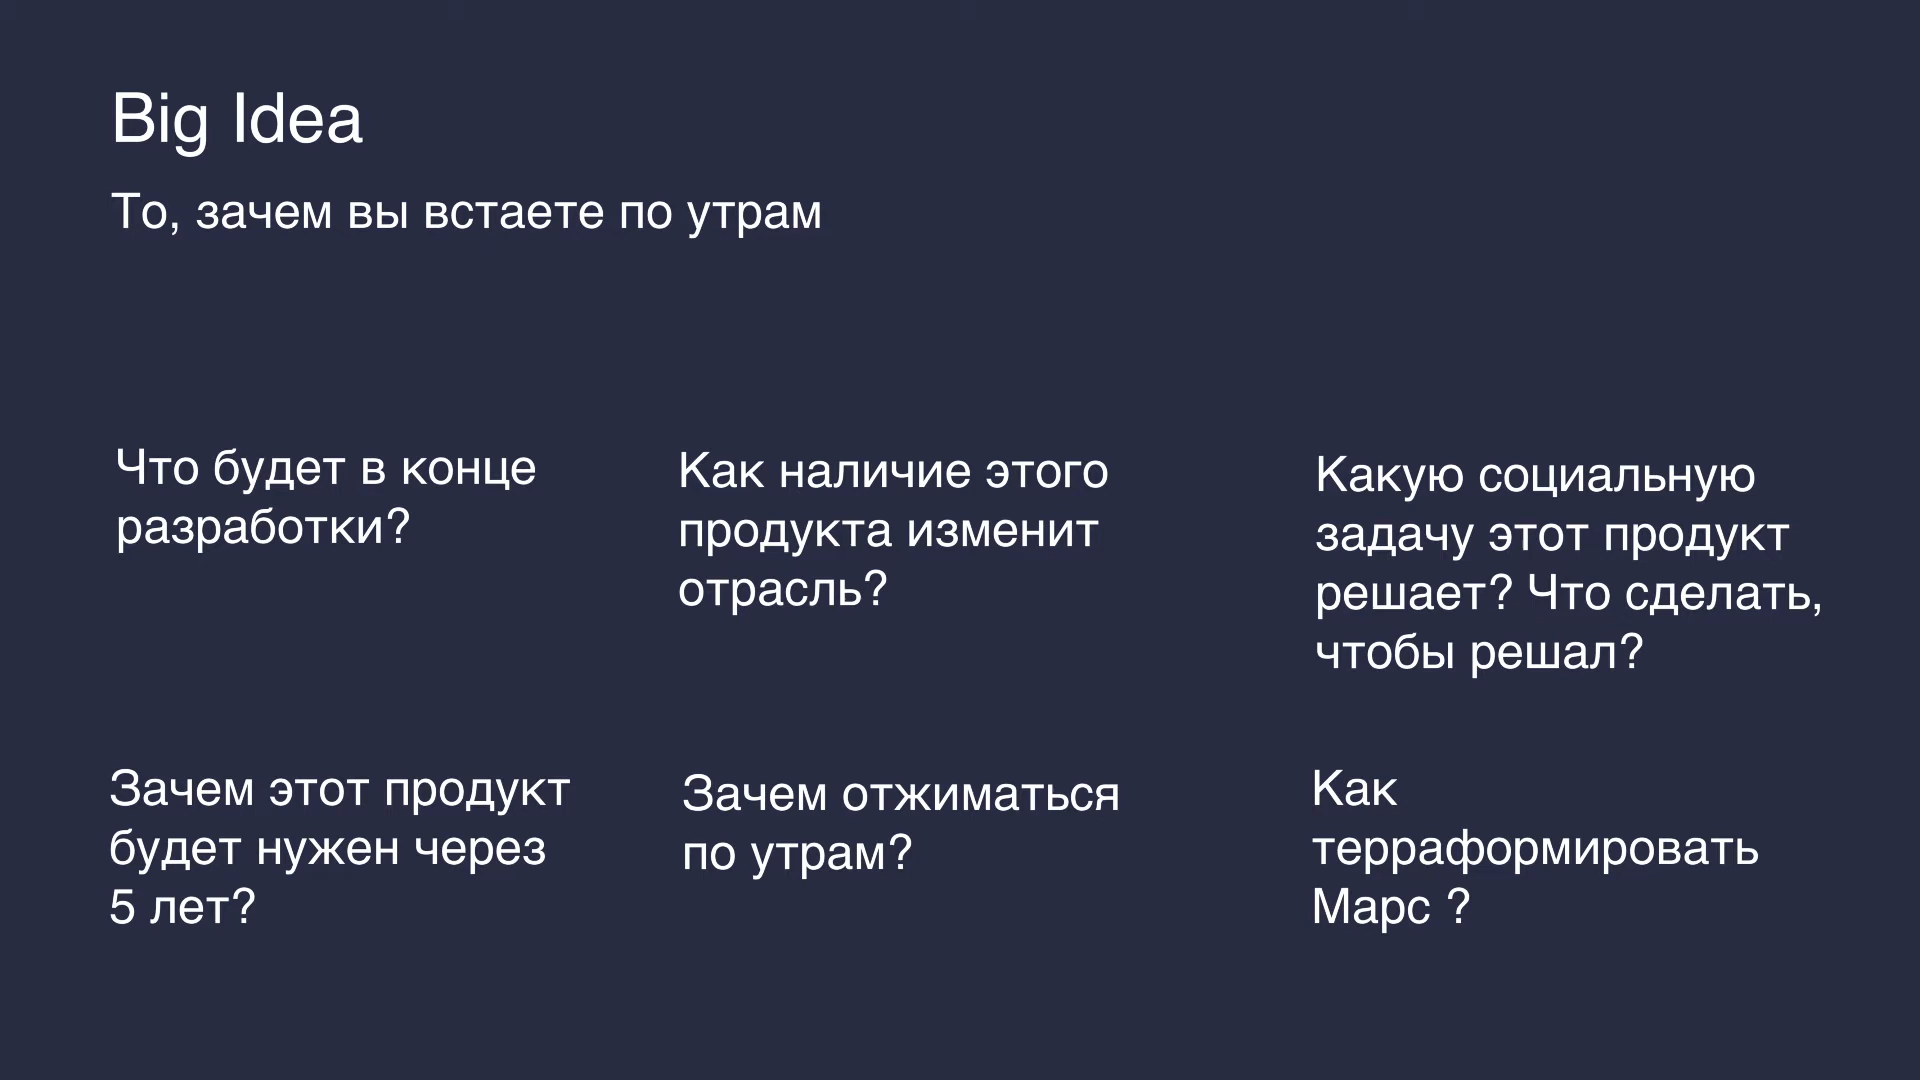 Big Idea
То, зачем вы встаете по утрам
Что будет в конце
разработки?
Как наличие этого
продукта изменит
отрасль?
Какую социальную
задачу этот продукт
решает? Что сделать,
чтобы решал?
Зачем этот продукт
будет нужен через
5 лет?
Зачем отжиматься
по утрам?
Как
терраформировать
Марс ?